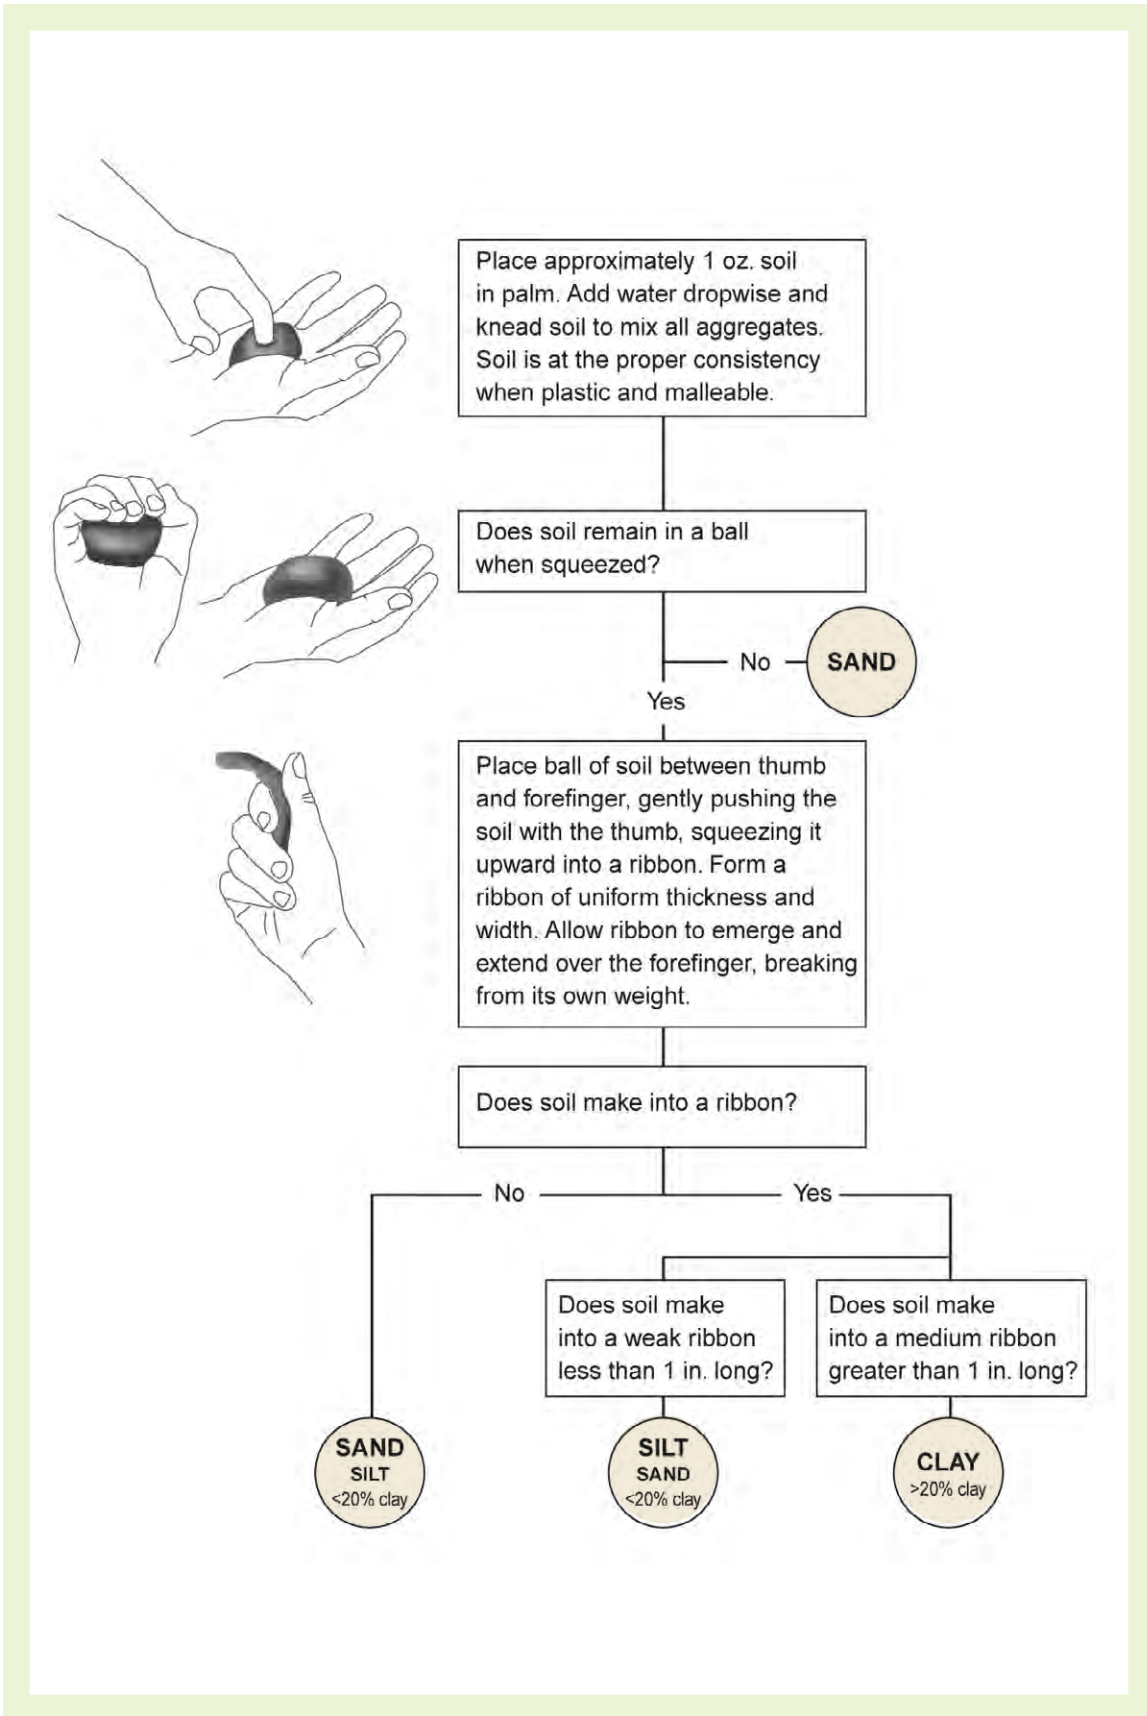 Place approximately 1 oz. soil
in palm. Add water dropwise and
knead soil to mix all aggregates.
Soil is at the proper consistency
when plastic and malleable.
Does soil remain in a ball
when squeezed?
No
SAND
Yes
Place ball of soil between thumb
and forefinger, gently pushing the
soil with the thumb, squeezing it
upward into a ribbon. Form a
ribbon of uniform thickness and
width. Allow ribbon to emerge and
extend over the forefinger, breaking
from its own weight.
Does soil make into a ribbon?
No
Yes
Does soil make
into a weak ribbon
less than 1 in. long?
Does soil make
into a medium ribbon
greater than 1 in. long?
SAND
SILT
<20% clay
SILT
SAND
<20% clay
CLAY
>20% clay